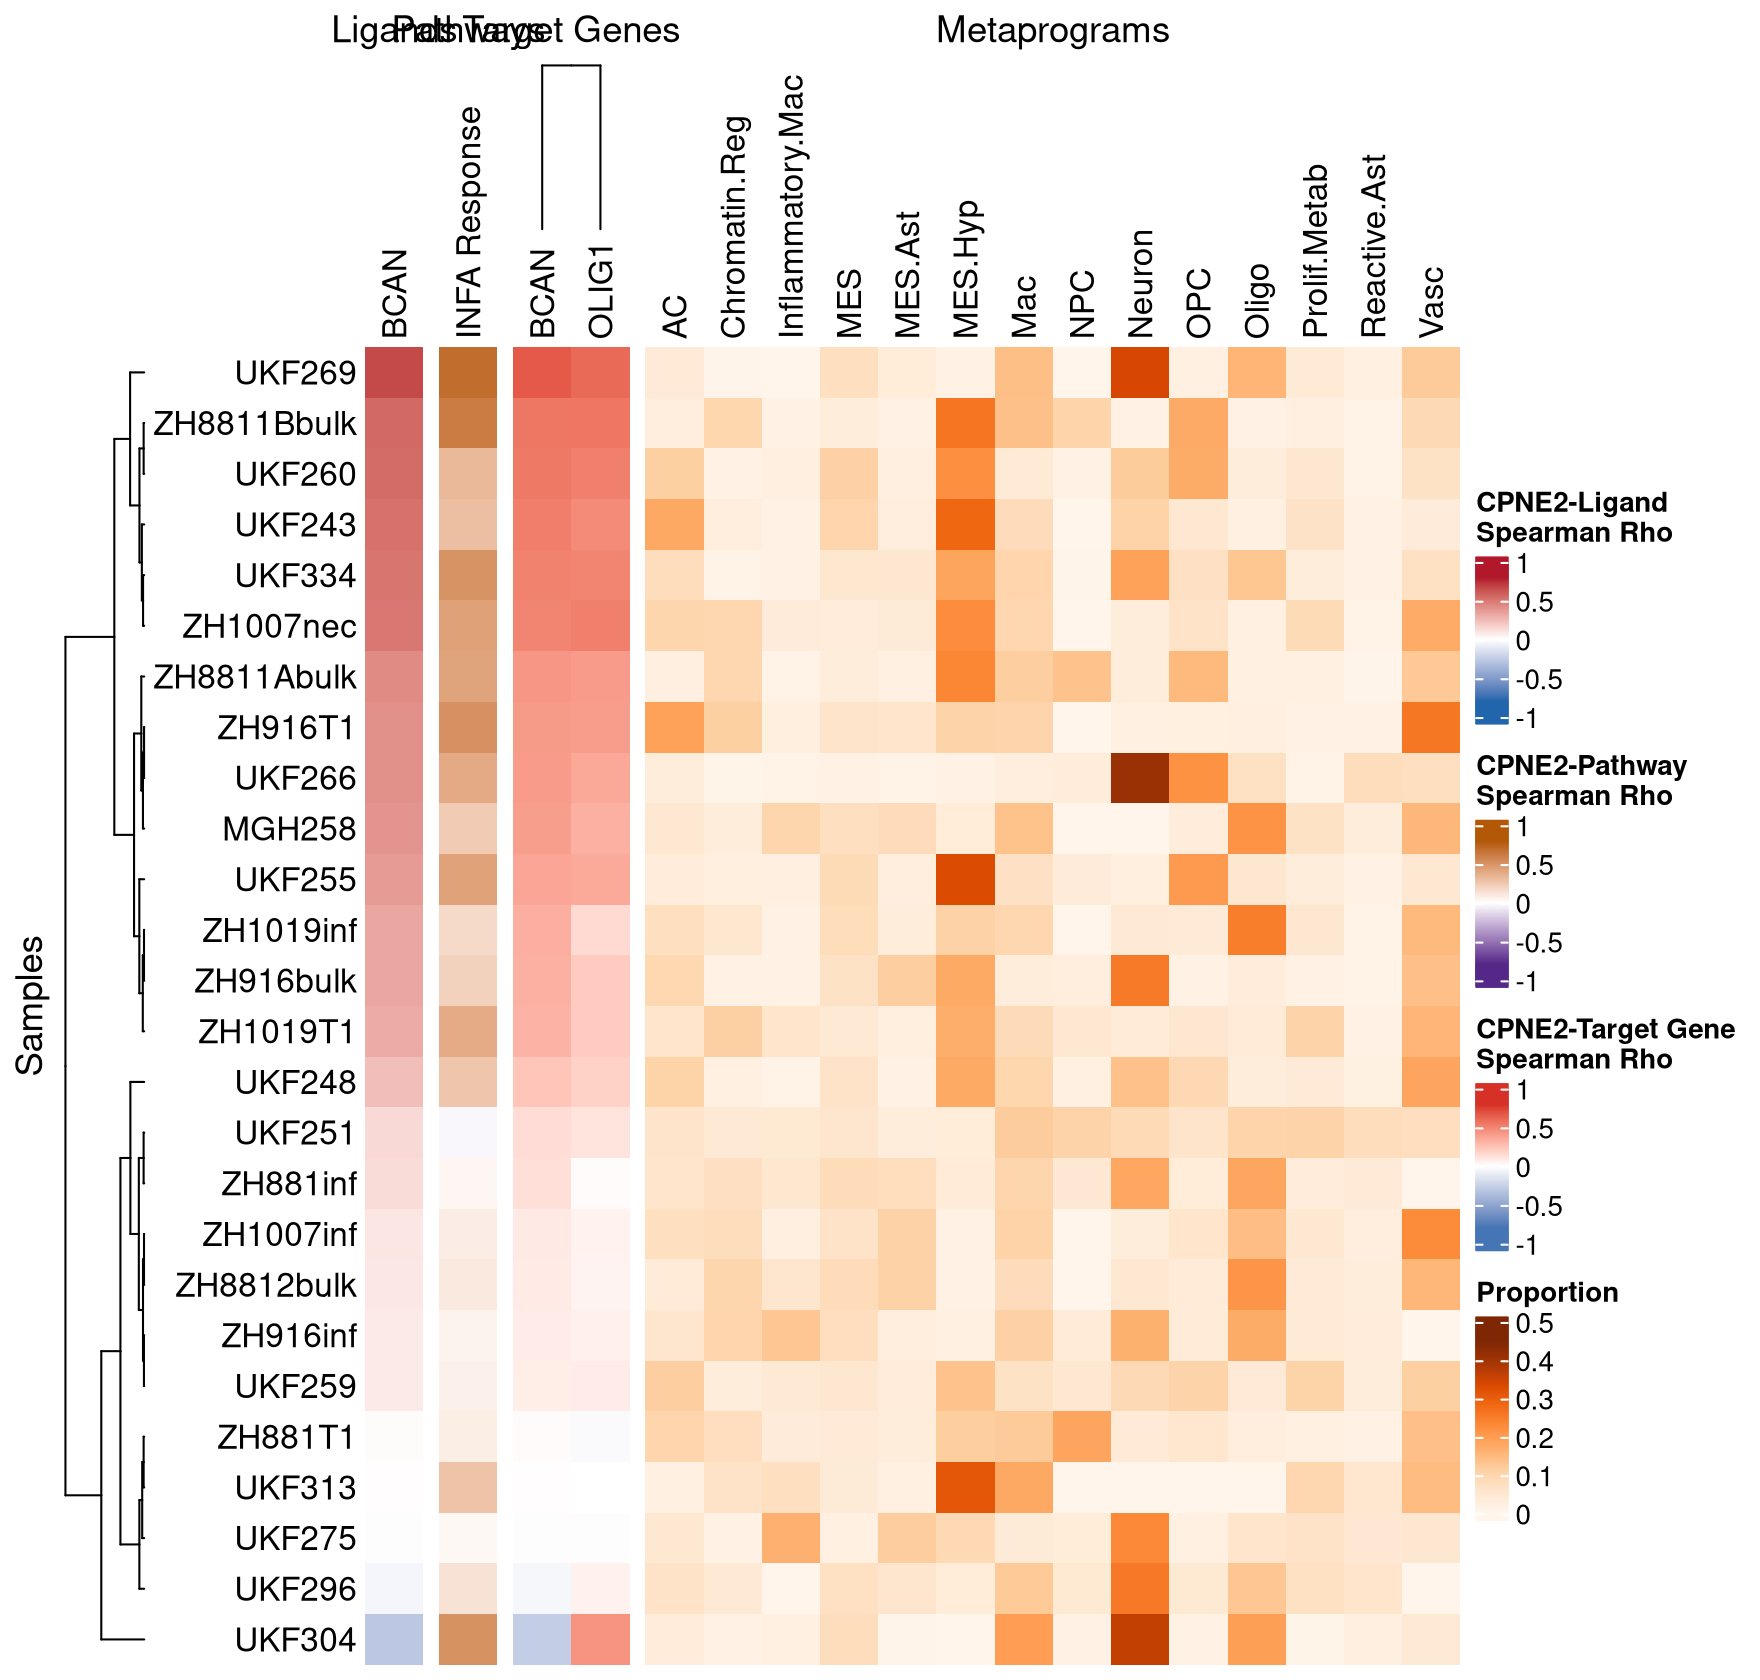 Ligands
Pathways
Target Genes
Metaprograms
BCAN
INFA Response
BCAN
OLIG1
AC
Chromatin.Reg
Inflammatory.Mac
MES
MES.Ast
MES.Hyp
Mac
NPC
Neuron
OPC
Oligo
Prolif.Metab
Reactive.Ast
Vasc
Samples
UKF269
ZH8811Bbulk
UKF260
UKF243
UKF334
ZH1007nec
ZH8811Abulk
ZH916T1
UKF266
MGH258
UKF255
ZH1019inf
ZH916bulk
ZH1019T1
UKF248
UKF251
ZH881inf
ZH1007inf
ZH8812bulk
ZH916inf
UKF259
ZH881T1
UKF313
UKF275
UKF296
UKF304
CPNE2-Ligand
Spearman Rho
1
0.5
0
-0.5
-1
CPNE2-Pathway
Spearman Rho
1
0.5
0
-0.5
-1
CPNE2-Target Gene
Spearman Rho
1
0.5
0
-0.5
-1
Proportion
0.5
0.4
0.3
0.2
0.1
0